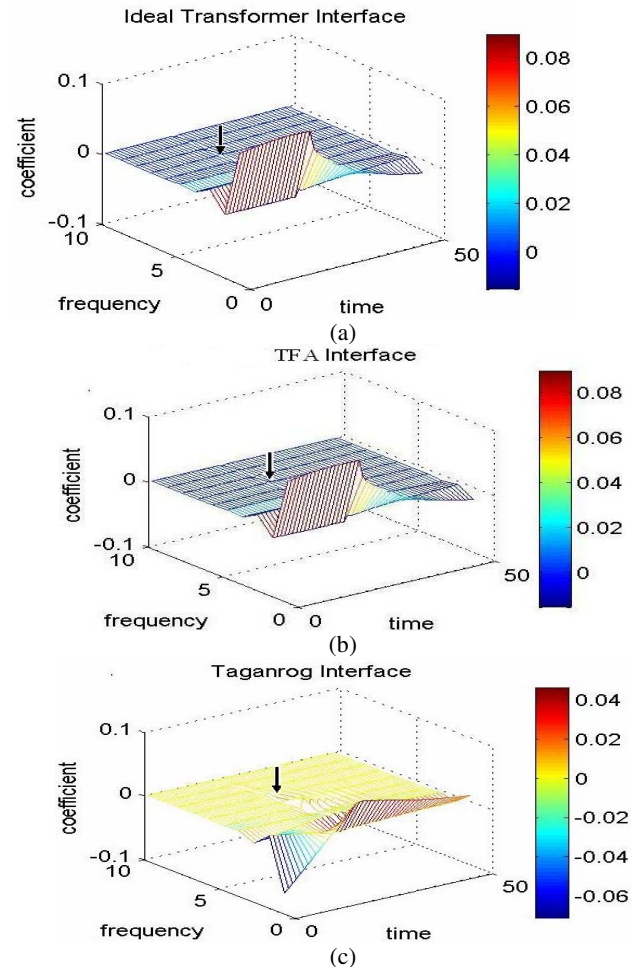 Ideal Transformer Interface
0.1
0
-0.1
coefficient
10
5
0
frequency
0
50
time
0.08
0.06
0.04
0.02
0
(a)
TFA Interface
0.1
0
-0.1
coefficient
10
5
0
frequency
0
50
time
0.08
0.06
0.04
0.02
0
(b)
Taganrog Interface
0.1
0
-0.1
coefficient
10
5
0
frequency
0
50
time
0.04
0.02
0
-0.02
-0.04
-0.06
(c)